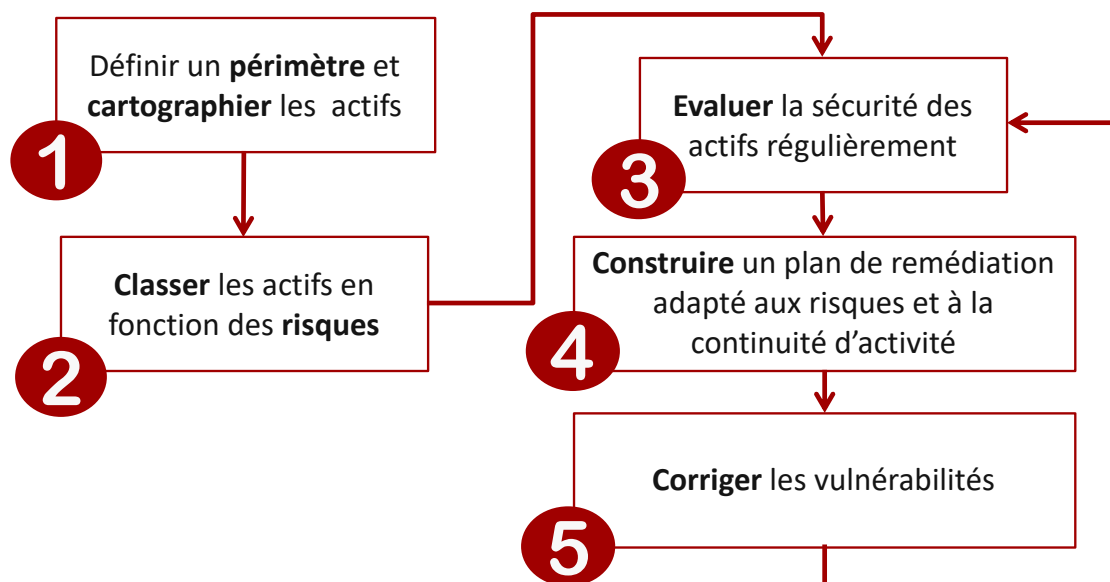 1
Définir un périmètre et
cartographier les actifs
2
Classer les actifs en
fonction des risques
3
Evaluer la sécurité des
actifs régulièrement
4
Construire un plan de remédiation
adapté aux risques et à la
continuité d’activité
5
Corriger les vulnérabilités